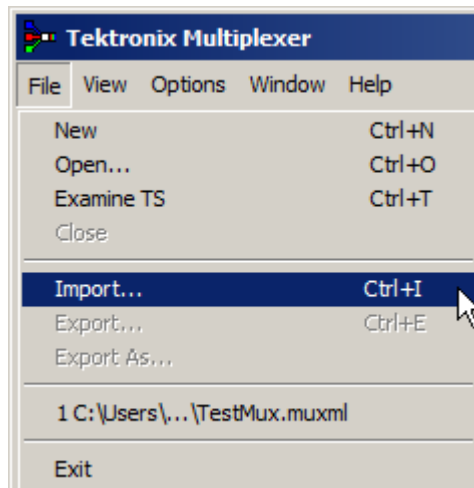 Tektronix Multiplexer
File View Options Window Help
New Ctrl+N
Open... Ctrl+O
Examine TS Ctrl+T
Close
Import... Ctrl+I
Export... Ctrl+E
Export As...
1 C:\Users\...\TestMux.muxml
Exit